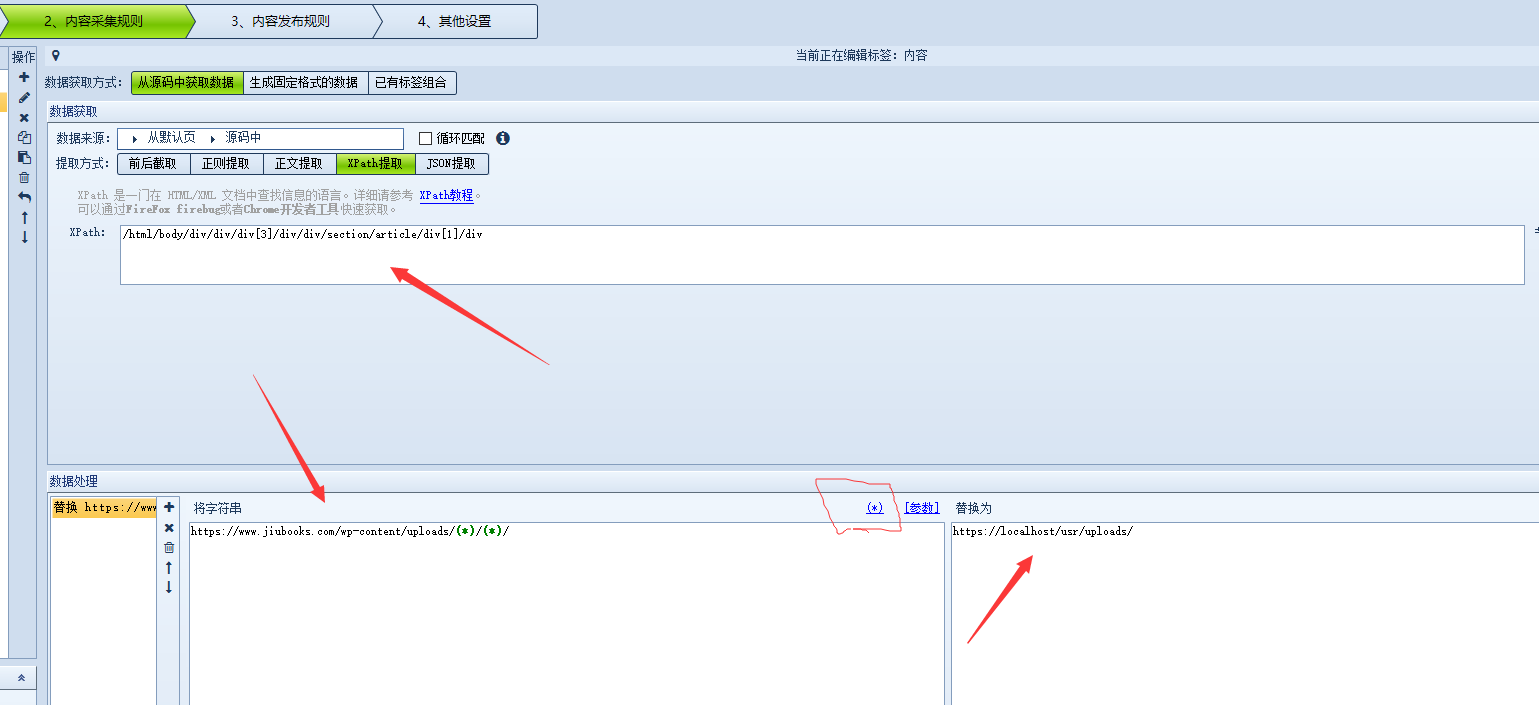 2、内容采集规则
3、内容发布规则
4、其他设置
操作
当前正在编辑标签：内容
数据获取方式：
从源码中获取数据
生成固定格式的数据
已有标签组合
数据获取
数据来源：
从默认页
源码中
循环匹配
提取方式：
前后截取
正则提取
正文提取
XPath提取
JSON提取
XPath 是一门在 HTML/XML 文档中查找信息的语言。详细请参考 XPath教程。
可以通过FireFox firebug或者Chrome开发者工具快速获取。
XPath:
/html/body/div/div/div[3]/div/div/section/article/div[1]/div
数据处理
替换 https://www
将字符串
(*)
[参数]
替换为
https://www.jiubooks.com/wp-content/uploads/(*)/(*)/
https://localhost/usr/uploads/